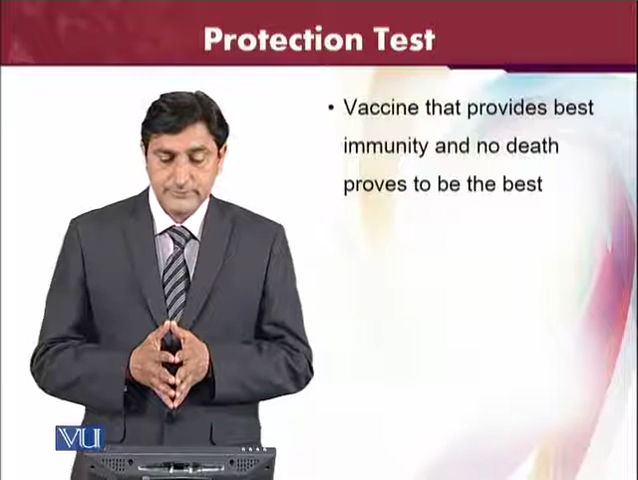 Protection Test
• Vaccine that provides best
immunity and no death
proves to be the best
VU